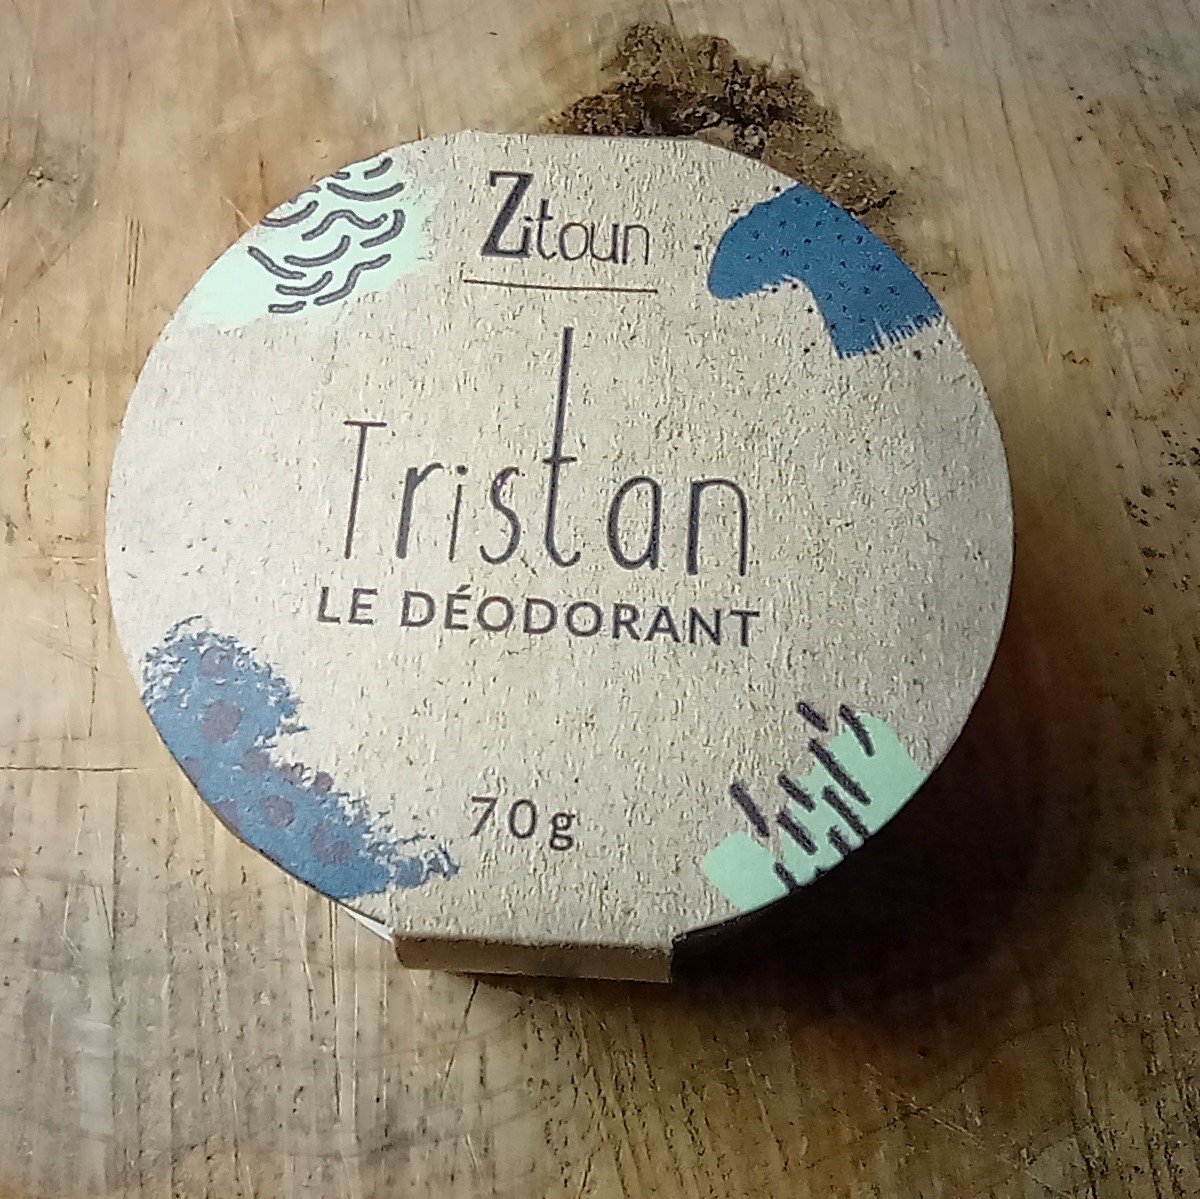 Zitoun
Tristan
LE DÉODORANT
70g